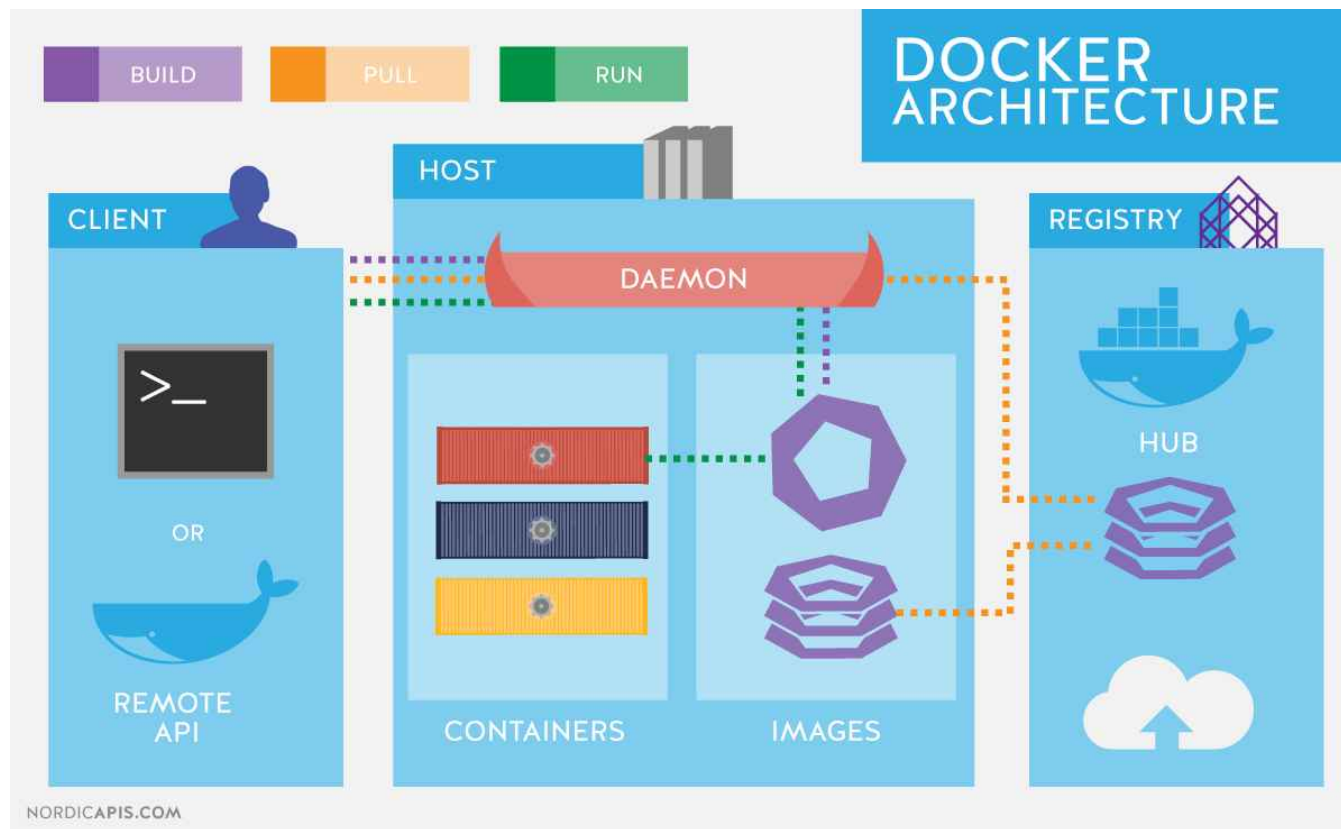 BUILD
PULL
RUN
DOCKER
ARCHITECTURE
HOST
CLIENT
REGISTRY
DAEMON
>_
HUB
OR
REMOTE
API
CONTAINERS
IMAGES
NORDICAPIS.COM